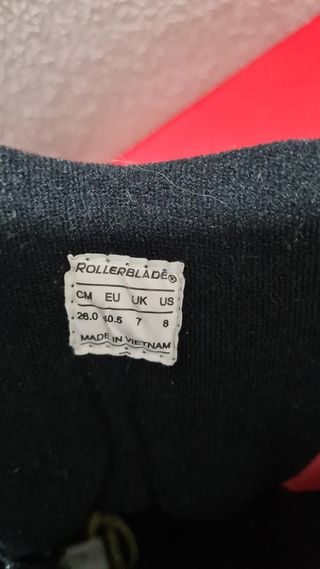 ROLLERBLADE®
CM EU UK US
26.0 40.5 7 8
MADE IN VIETNAM